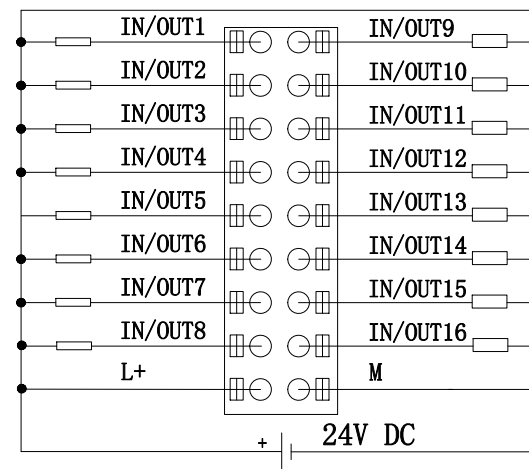 IN/OUT1 IN/OUT9
IN/OUT2 IN/OUT10
IN/OUT3 IN/OUT11
IN/OUT4 IN/OUT12
IN/OUT5 IN/OUT13
IN/OUT6 IN/OUT14
IN/OUT7 IN/OUT15
IN/OUT8 IN/OUT16
L+ M
+ 24V DC